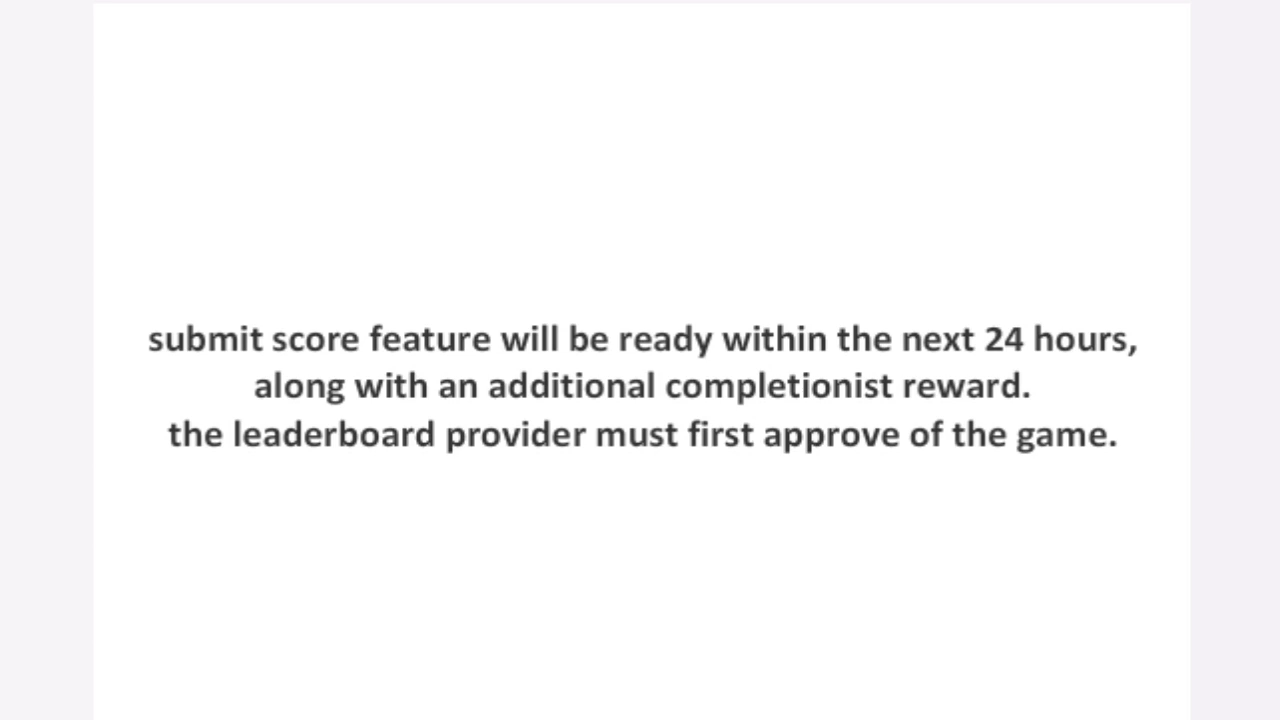 submit score feature will be ready within the next 24 hours,
along with an additional completionist reward.
the leaderboard provider must first approve of the game.